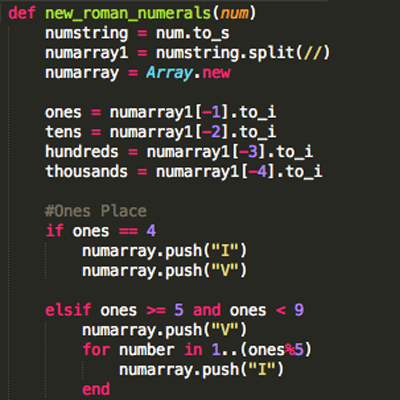 def new_roman_numerals(num)
numstring = num.to_s
numarray1 = numstring.split(//)
numarray = Array.new
ones = numarray1[-1].to_i
tens = numarray1[-2].to_i
hundreds = numarray1[-3].to_i
thousands = numarray1[-4].to_i
#Ones Place
if ones == 4
numarray.push("I")
numarray.push("V")
elsif ones >= 5 and ones < 9
numarray.push("V")
for number in 1..(ones%5)
numarray.push("I")
end